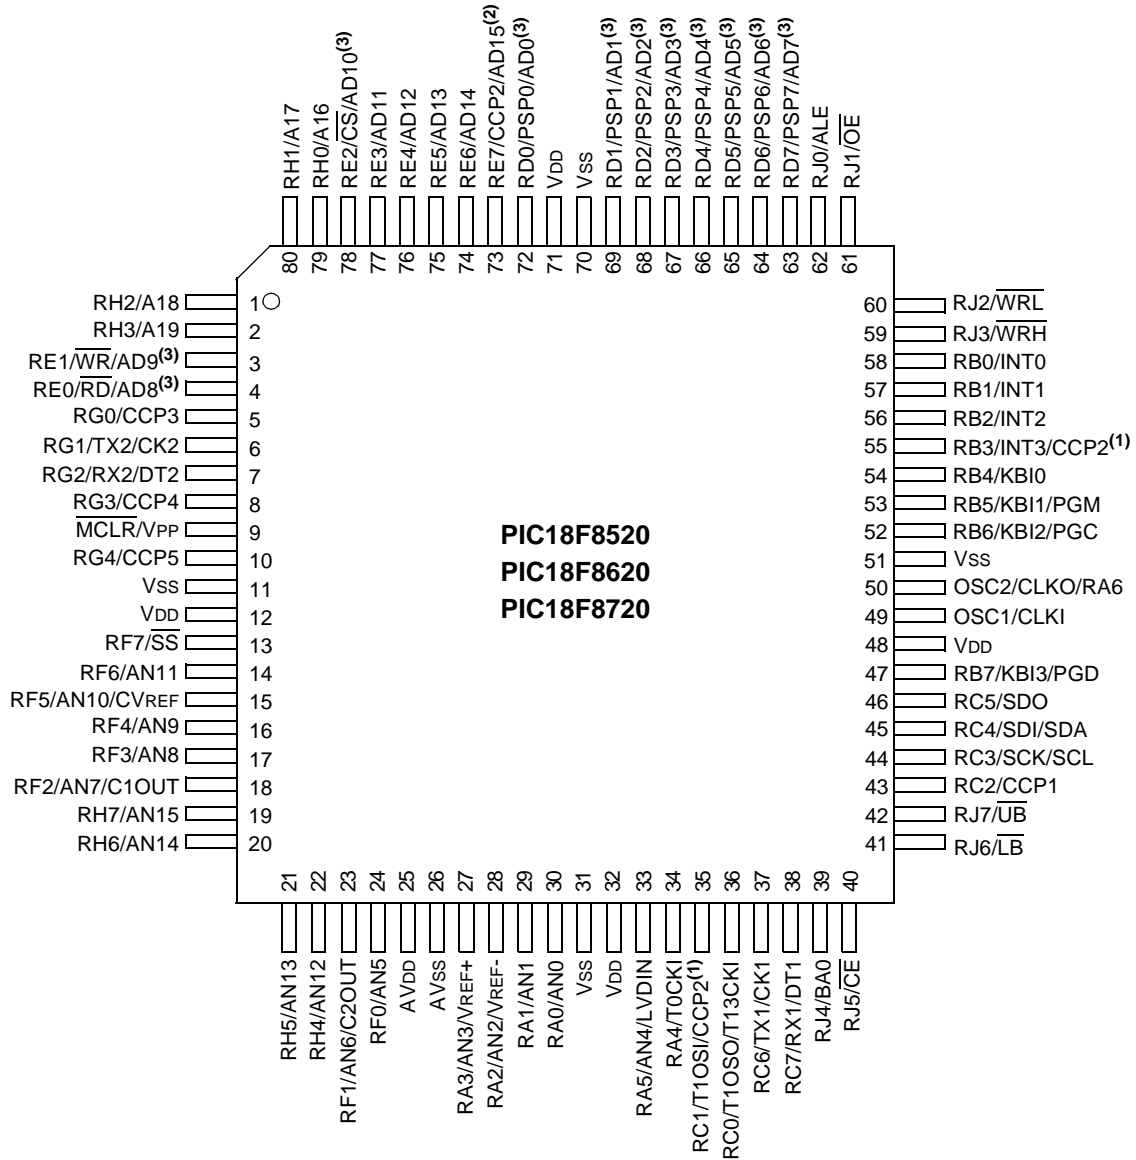 RH1/A17
RH0/A16
RE2/C̅S̅/AD10(3)
RE3/AD11
RE4/AD12
RE5/AD13
RE6/AD14
RE7/CCP2/AD15(2)
RD0/PSP0/AD0(3)
VDD
VSS
RD1/PSP1/AD1(3)
RD2/PSP2/AD2(3)
RD3/PSP3/AD3(3)
RD4/PSP4/AD4(3)
RD5/PSP5/AD5(3)
RD6/PSP6/AD6(3)
RD7/PSP7/AD7(3)
RJ0/ALE
RJ1/O̅E̅
80
79
78
77
76
75
74
73
72
71
70
69
68
67
66
65
64
63
62
61
RH2/A18 1
RH3/A19 2
RE1/W̅R̅/AD9(3) 3
RE0/R̅D̅/AD8(3) 4
RG0/CCP3 5
RG1/TX2/CK2 6
RG2/RX2/DT2 7
RG3/CCP4 8
M̅C̅L̅R̅/VPP 9
RG4/CCP5 10
VSS 11
VDD 12
RF7/S̅S̅ 13
RF6/AN11 14
RF5/AN10/CVREF 15
RF4/AN9 16
RF3/AN8 17
RF2/AN7/C1OUT 18
RH7/AN15 19
RH6/AN14 20
PIC18F8520
PIC18F8620
PIC18F8720
60 RJ2/W̅R̅L̅
59 RJ3/W̅R̅H̅
58 RB0/INT0
57 RB1/INT1
56 RB2/INT2
55 RB3/INT3/CCP2(1)
54 RB4/KBI0
53 RB5/KBI1/PGM
52 RB6/KBI2/PGC
51 VSS
50 OSC2/CLKO/RA6
49 OSC1/CLKI
48 VDD
47 RB7/KBI3/PGD
46 RC5/SDO
45 RC4/SDI/SDA
44 RC3/SCK/SCL
43 RC2/CCP1
42 RJ7/U̅B̅
41 RJ6/L̅B̅
21
22
23
24
25
26
27
28
29
30
31
32
33
34
35
36
37
38
39
40
RH5/AN13
RH4/AN12
RF1/AN6/C2OUT
RF0/AN5
AVDD
AVSS
RA3/AN3/VREF+
RA2/AN2/VREF-
RA1/AN1
RA0/AN0
VSS
VDD
RA5/AN4/LVDIN
RA4/T0CKI
RC1/T1OSI/CCP2(1)
RC0/T1OSO/T13CKI
RC6/TX1/CK1
RC7/RX1/DT1
RJ4/BA0
RJ5/C̅E̅